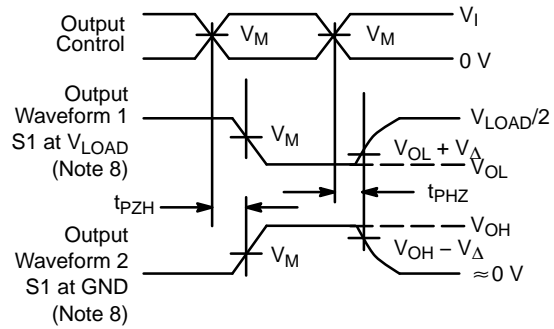 Output
Control
V_M
V_M
V_I
0 V
Output
Waveform 1
S1 at V_LOAD
(Note 8)
V_M
V_LOAD/2
V_OL + V_Δ
V_OL
t_PZH
t_PHZ
Output
Waveform 2
S1 at GND
(Note 8)
V_M
V_OH
V_OH – V_Δ
≈0 V